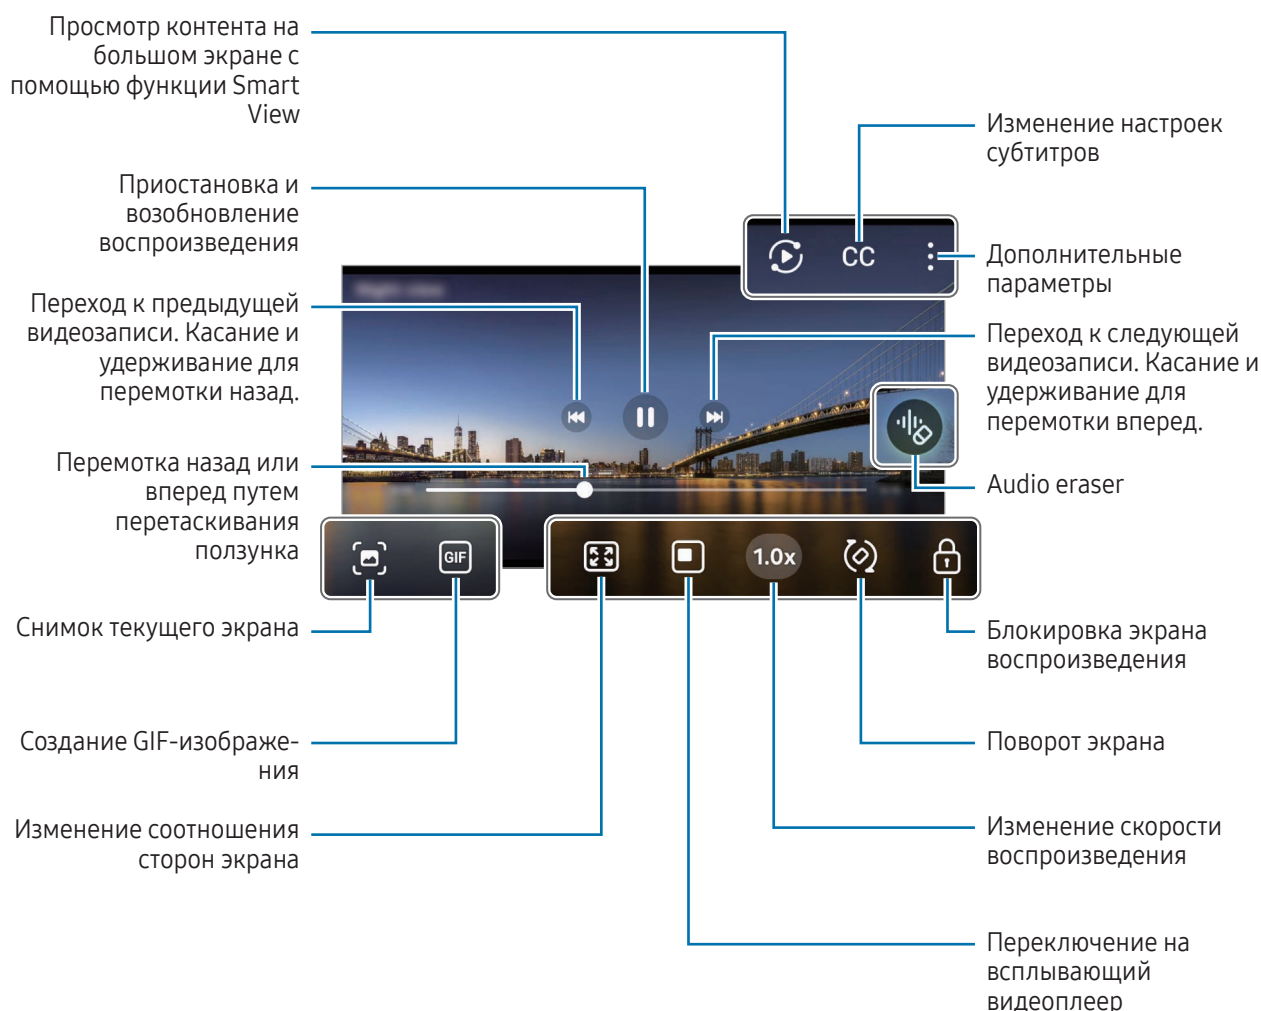 Просмотр контента на
большом экране с
помощью функции Smart
View
Изменение настроек
субтитров
Приостановка и
возобновление
воспроизведения
CC
Дополнительные
параметры
Переход к предыдущей
видеозаписи. Касание и
удерживание для
перемотки назад.
Переход к следующей
видеозаписи. Касание и
удерживание для
перемотки вперед.
Перемотка назад или
вперед путем
перетаскивания
ползунка
Audio eraser
GIF
1.0x
Снимок текущего экрана
Блокировка экрана
воспроизведения
Создание GIF-изображе-
ния
Поворот экрана
Изменение соотношения
сторон экрана
Изменение скорости
воспроизведения
Переключение на
всплывающий
видеоплеер